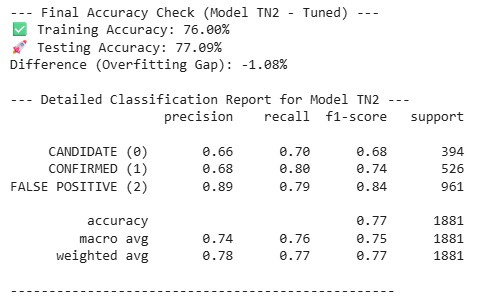 --- Final Accuracy Check (Model TN2 - Tuned) ---
✅ Training Accuracy: 76.00%
🚀 Testing Accuracy: 77.09%
Difference (Overfitting Gap): -1.08%
--- Detailed Classification Report for Model TN2 ---
precision recall f1-score support
CANDIDATE (0) 0.66 0.70 0.68 394
CONFIRMED (1) 0.68 0.80 0.74 526
FALSE POSITIVE (2) 0.89 0.79 0.84 961
accuracy 0.77 1881
macro avg 0.74 0.76 0.75 1881
weighted avg 0.78 0.77 0.77 1881
--------------------------------------------------